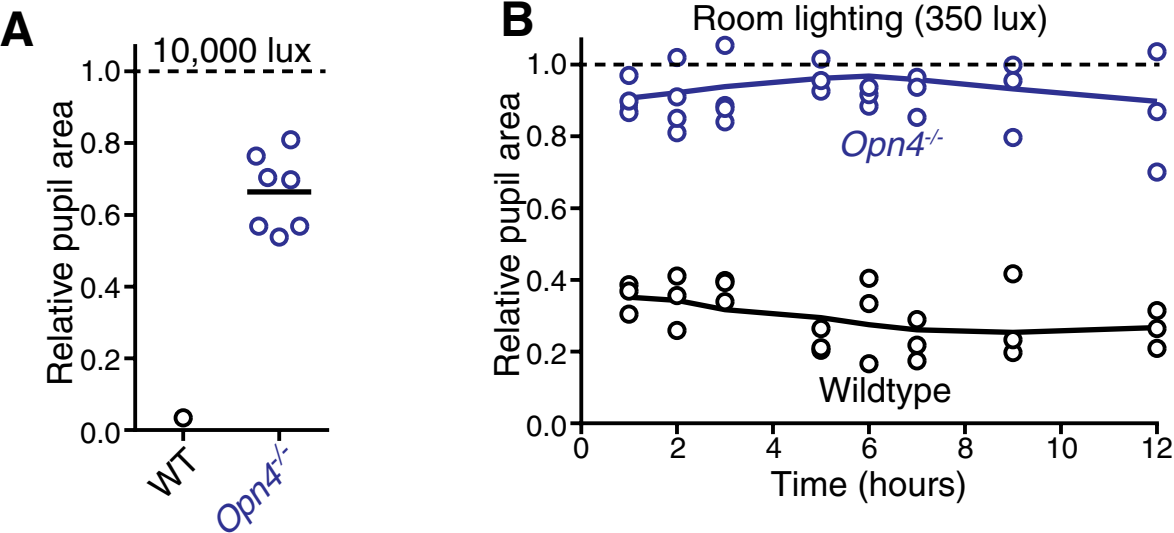 A
10,000 lux
Relative pupil area
1.0
0.8
0.6
0.4
0.2
0.0
WT
Opn4-/-
B
Room lighting (350 lux)
Relative pupil area
1.0
0.8
0.6
0.4
0.2
0.0
Opn4-/-
Wildtype
0 2 4 6 8 10 12
Time (hours)